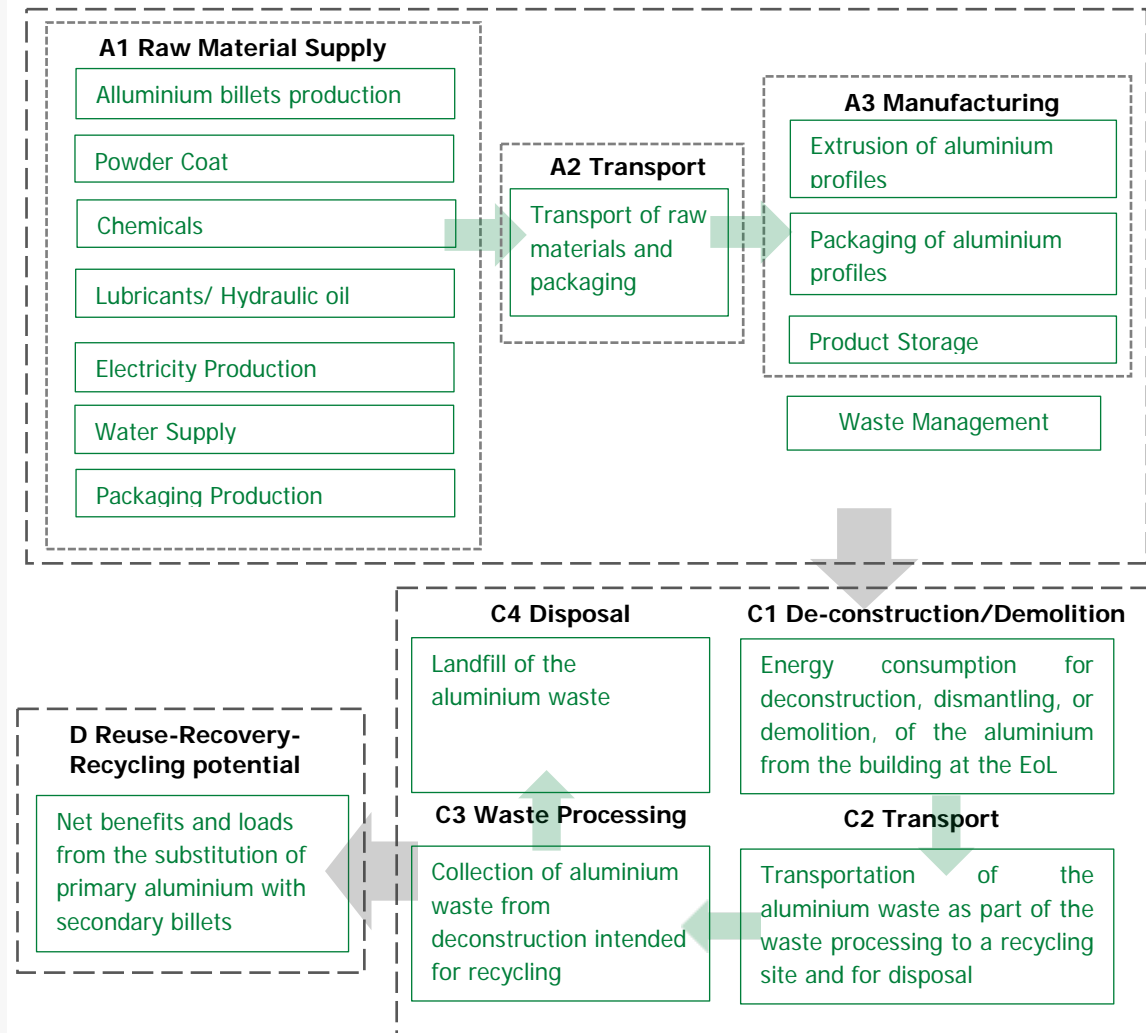 A1 Raw Material Supply
Alluminium billets production
Powder Coat
Chemicals
Lubricants/ Hydraulic oil
Electricity Production
Water Supply
Packaging Production
A2 Transport
Transport of raw
materials and
packaging
A3 Manufacturing
Extrusion of aluminium
profiles
Packaging of aluminium
profiles
Product Storage
Waste Management
C1 De-construction/Demolition
Energy consumption for
deconstruction, dismantling, or
demolition, of the aluminium
from the building at the EoL
C2 Transport
Transportation of the
aluminium waste as part of the
waste processing to a recycling
site and for disposal
C3 Waste Processing
Collection of aluminium
waste from
deconstruction intended
for recycling
C4 Disposal
Landfill of the
aluminium waste
D Reuse-Recovery-
Recycling potential
Net benefits and loads
from the substitution of
primary aluminium with
secondary billets